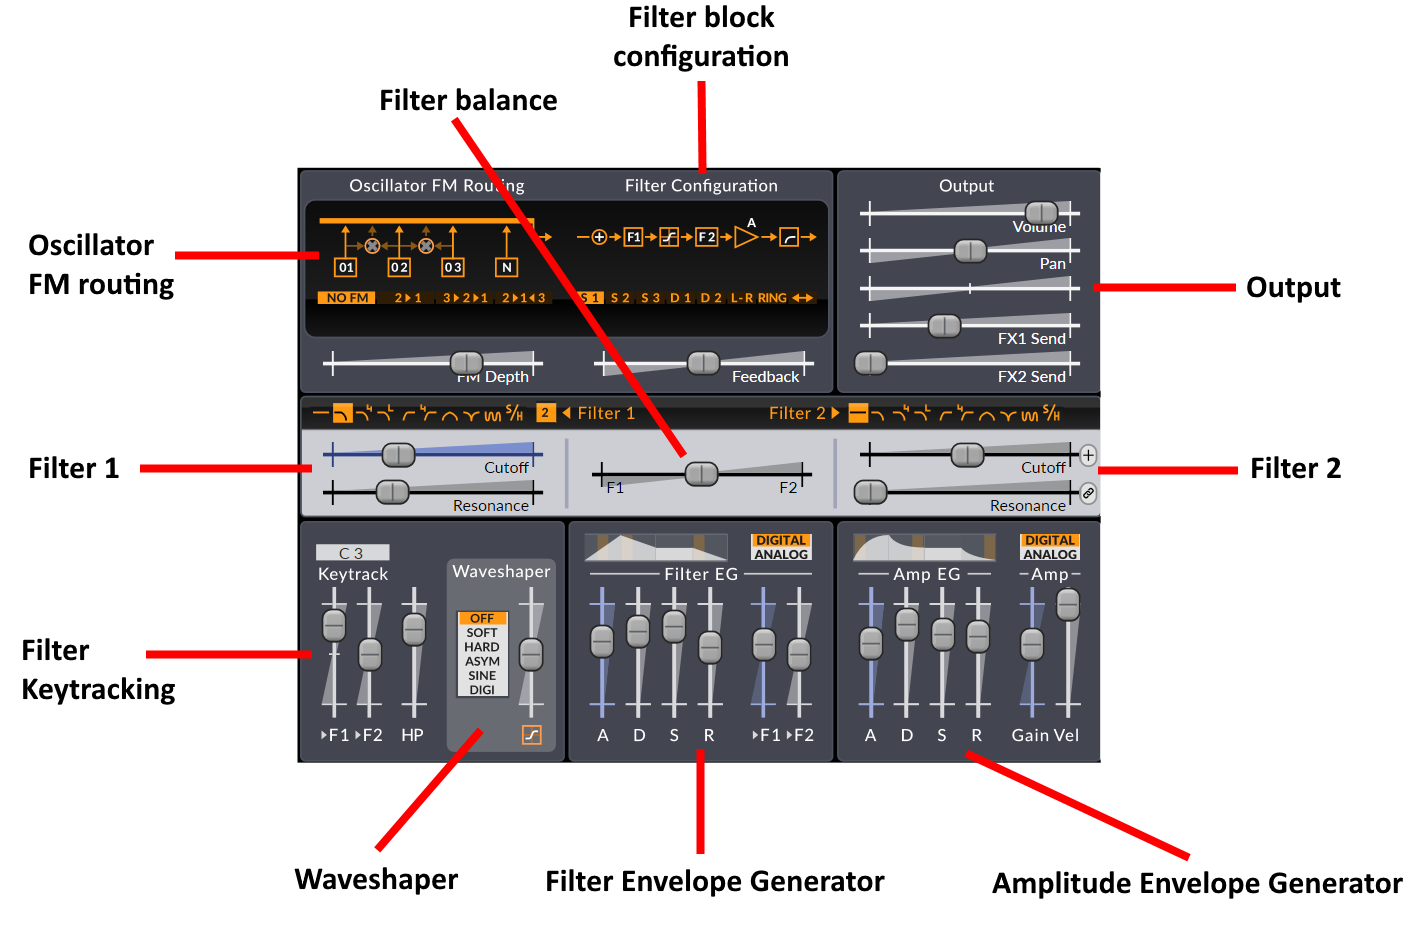 Filter block
configuration
Filter balance
Oscillator FM Routing
Filter Configuration
Output
A
Volume
Oscillator
FM routing
F1
F2
Pan
01
02
03
N
Output
NO FM
2▶1
3▶2▶1
2▶1◀3
S 1
S 2
S 3
D 1
D 2
L-R
RING
FX1 Send
FM Depth
Feedback
FX2 Send
2
◀ Filter 1
Filter 2 ▶
S/H
S/H
Filter 1
Cutoff
Cutoff
Filter 2
F1
F2
Resonance
Resonance
C 3
Keytrack
Waveshaper
DIGITAL
ANALOG
Filter EG
DIGITAL
ANALOG
Amp EG
Amp
OFF
SOFT
HARD
ASYM
SINE
DIGI
Filter
Keytracking
▶F1 ▶F2 HP
A D S R ▶F1 ▶F2
A D S R Gain Vel
Waveshaper
Filter Envelope Generator
Amplitude Envelope Generator